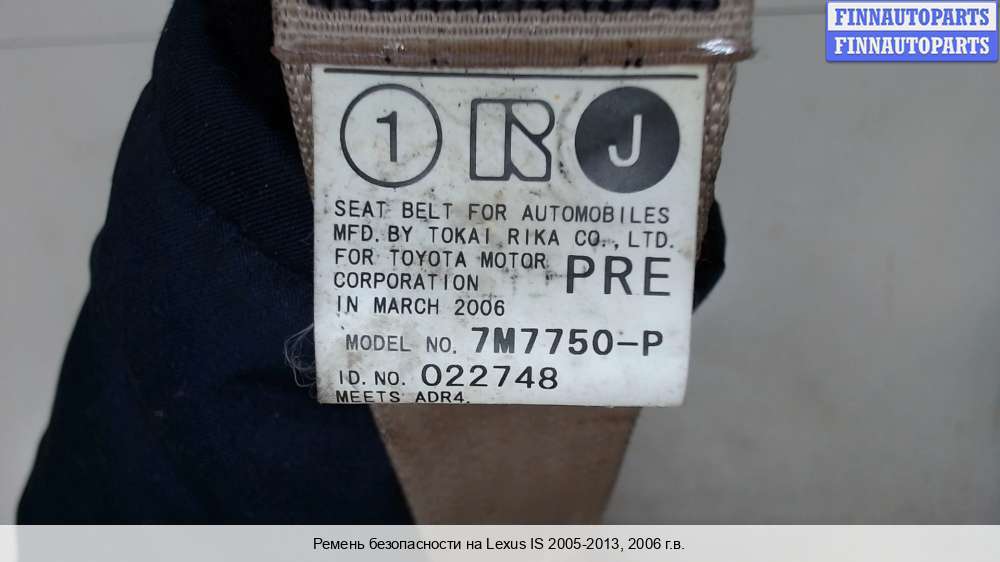 FINNAUTOPARTS
FINNAUTOPARTS
1 R J
SEAT BELT FOR AUTOMOBILES
MFD. BY TOKAI RIKA CO., LTD.
FOR TOYOTA MOTOR
CORPORATION PRE
IN MARCH 2006
MODEL NO. 7M7750-P
ID. NO. 022748
MEETS ADR4.
Ремень безопасности на Lexus IS 2005-2013, 2006 г.в.